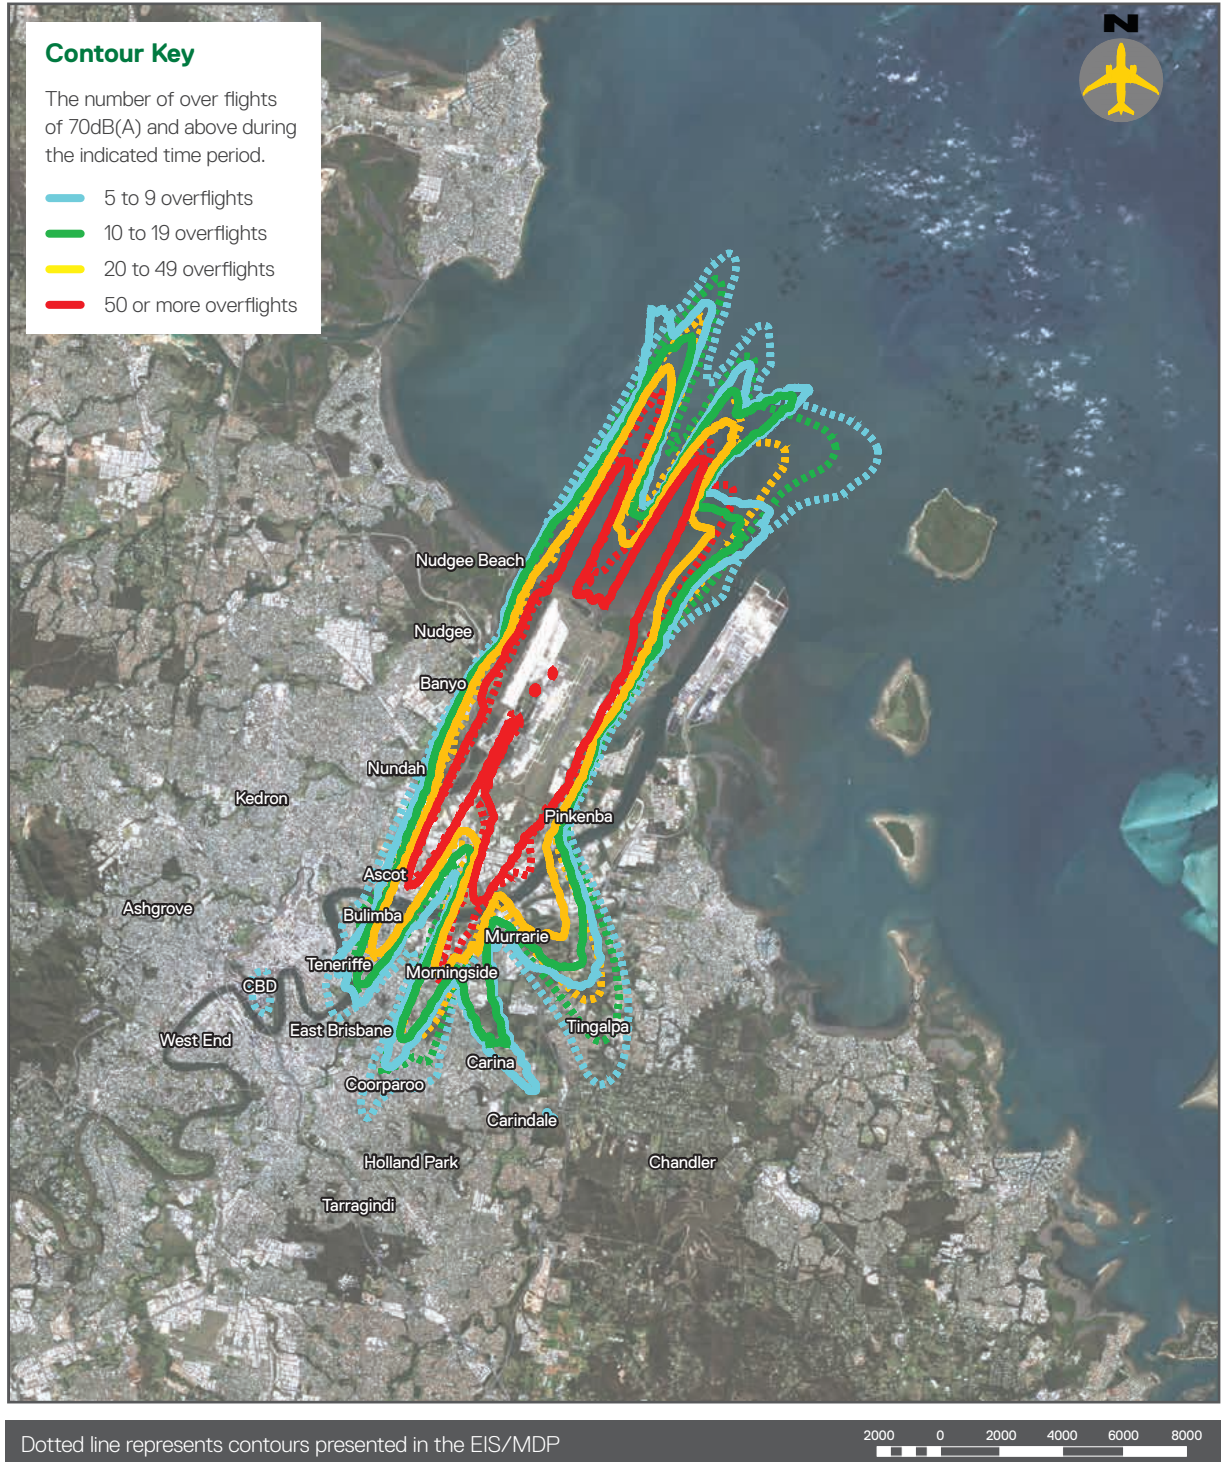 Contour Key
The number of over flights
of 70dB(A) and above during
the indicated time period.
5 to 9 overflights
10 to 19 overflights
20 to 49 overflights
50 or more overflights
N
Nudgee Beach
Nudgee
Banyo
Nundah
Kedron
Pinkenba
Ascot
Ashgrove
Bulimba
Murrarie
Teneriffe
Morningside
CBD
Tingalpa
East Brisbane
West End
Carina
Coorparoo
Carindale
Holland Park
Chandler
Tarragindi
Dotted line represents contours presented in the EIS/MDP
2000 0 2000 4000 6000 8000